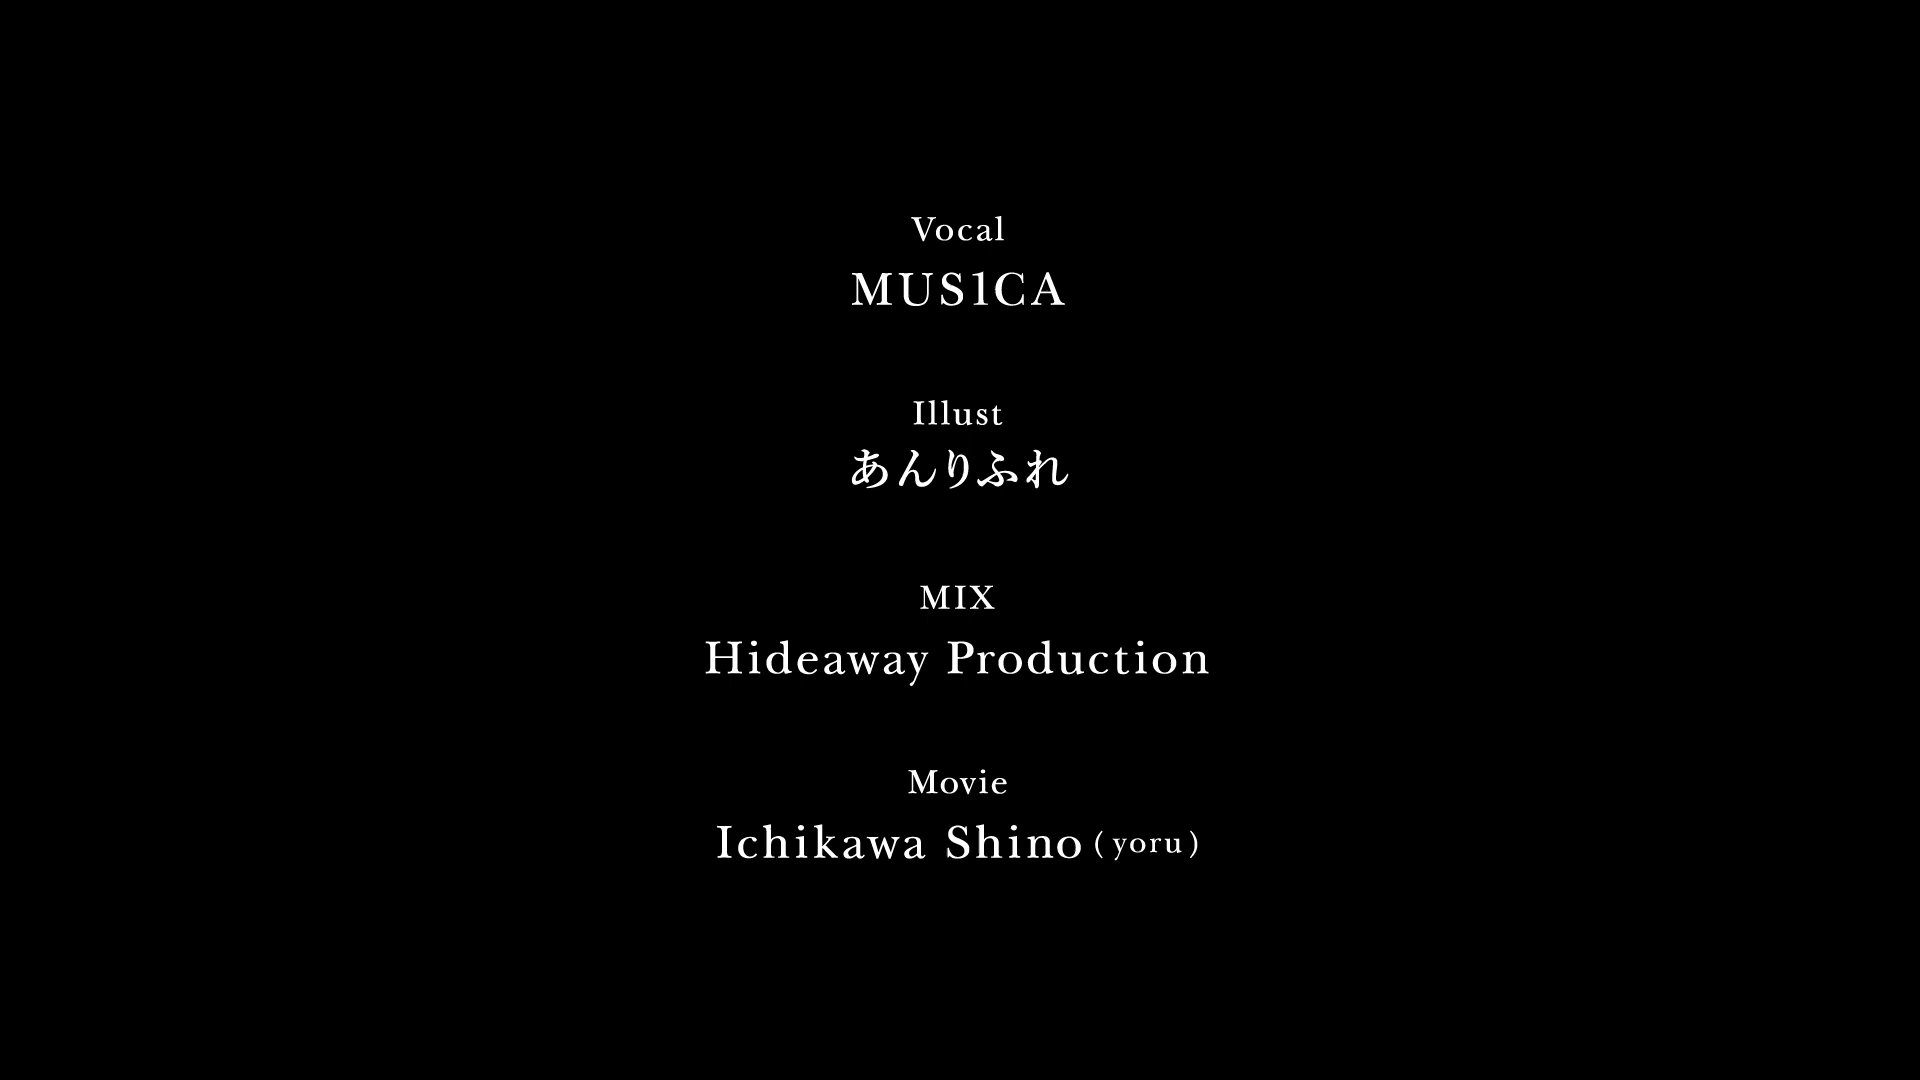 Vocal
MUS1CA
Illust
あんりふれ
MIX
Hideaway Production
Movie
Ichikawa Shino (yoru)